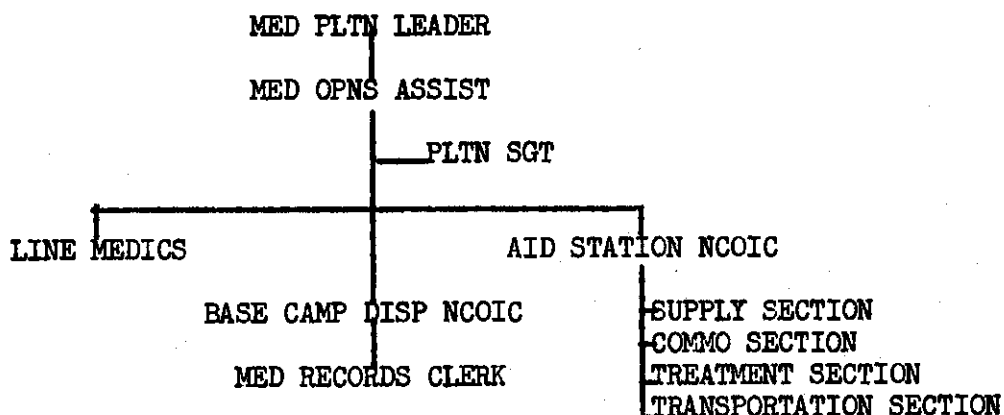 MED PLTN LEADER
MED OPNS ASSIST
PLTN SGT
LINE MEDICS
AID STATION NCOIC
BASE CAMP DISP NCOIC
MED RECORDS CLERK
SUPPLY SECTION
COMMO SECTION
TREATMENT SECTION
TRANSPORTATION SECTION